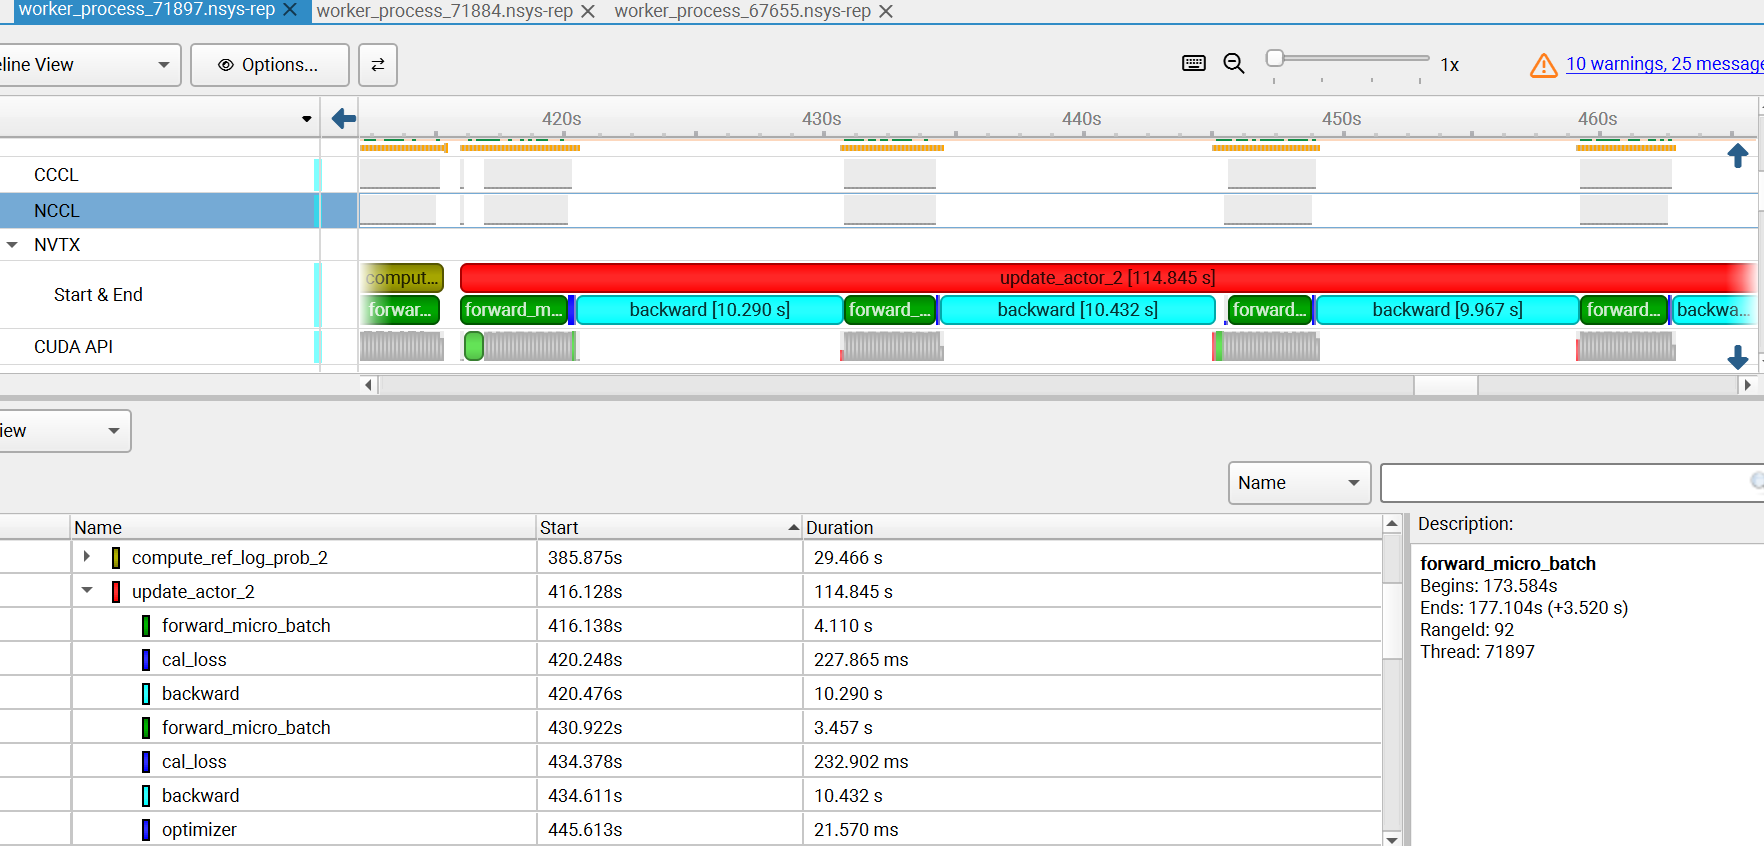 worker_process_71897.nsys-rep worker_process_71884.nsys-rep worker_process_67655.nsys-rep
eline View Options... 1x 10 warnings, 25 message
420s 430s 440s 450s 460s
CCCL
NCCL
NVTX
Start & End
comput... update_actor_2 [114.845 s]
forwar... forward_m... backward [10.290 s] forward_... backward [10.432 s] forward... backward [9.967 s] forward... backwa...
CUDA API
iew
Name
Name Start Duration
compute_ref_log_prob_2 385.875s 29.466 s
update_actor_2 416.128s 114.845 s
forward_micro_batch 416.138s 4.110 s
cal_loss 420.248s 227.865 ms
backward 420.476s 10.290 s
forward_micro_batch 430.922s 3.457 s
cal_loss 434.378s 232.902 ms
backward 434.611s 10.432 s
optimizer 445.613s 21.570 ms
Description:
forward_micro_batch
Begins: 173.584s
Ends: 177.104s (+3.520 s)
RangeId: 92
Thread: 71897